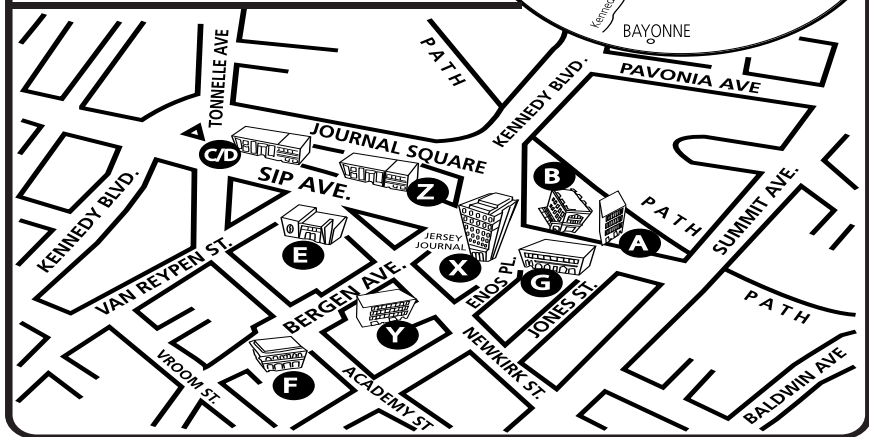 Kenned
BAYONNE
TONNELLE AVE
PATH
KENNEDY BLVD.
PAVONIA AVE
JOURNAL SQUARE
C/D
SIP AVE.
Z
B
PATH
SUMMIT AVE.
KENNEDY BLVD.
VAN REYPEN ST.
E
JERSEY
JOURNAL
X
A
G
ENOS PL.
JONES ST.
BERGEN AVE.
Y
PATH
NEWKIRK ST.
VROOM ST.
F
ACADEMY ST
BALDWIN AVE